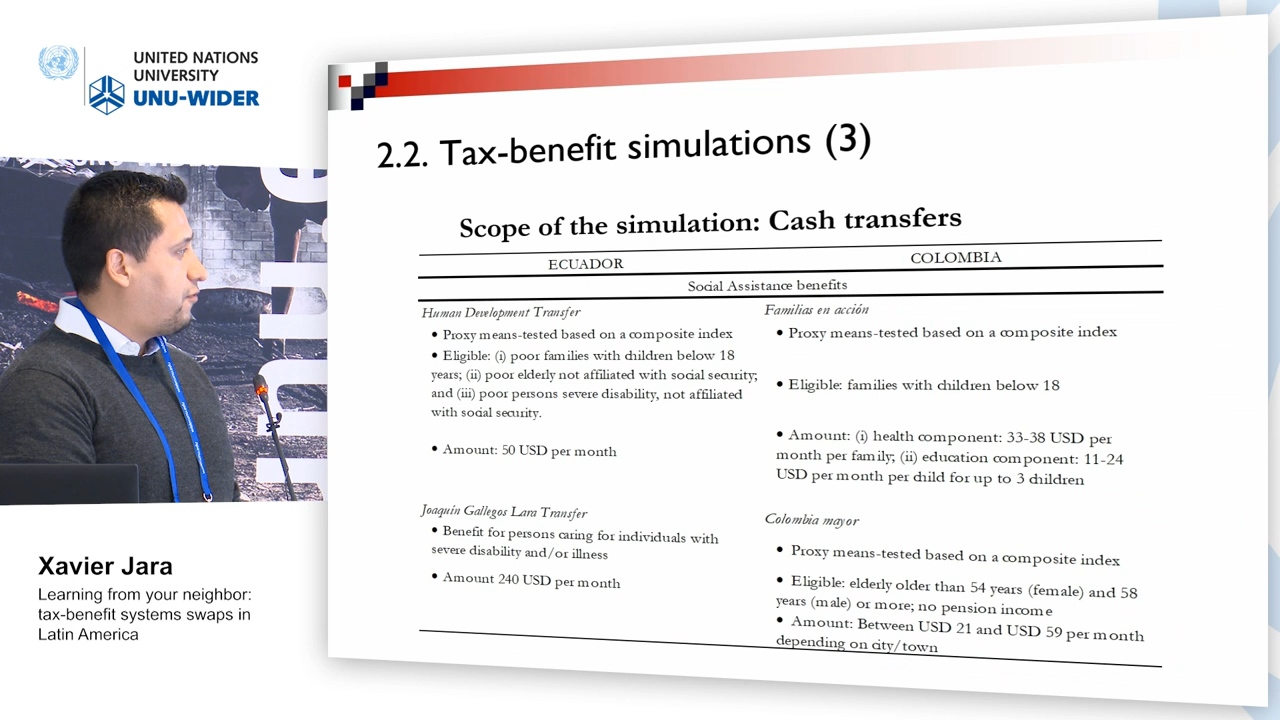 UNITED NATIONS
UNIVERSITY
UNU-WIDER
2.2. Tax-benefit simulations (3)
Scope of the simulation: Cash transfers
ECUADOR
COLOMBIA
Social Assistance benefits
Human Development Transfer
• Proxy means-tested based on a composite index
• Eligible: (i) poor families with children below 18
years; (ii) poor elderly not affiliated with social security;
and (iii) poor persons severe disability, not affiliated
with social security.
• Amount: 50 USD per month
Familias en acción
• Proxy means-tested based on a composite index
• Eligible: families with children below 18
• Amount: (i) health component: 33-38 USD per
month per family; (ii) education component: 11-24
USD per month per child for up to 3 children
Joaquín Gallegos Lara Transfer
• Benefit for persons caring for individuals with
severe disability and/or illness
• Amount 240 USD per month
Colombia mayor
• Proxy means-tested based on a composite index
• Eligible: elderly older than 54 years (female) and 58
years (male) or more; no pension income
• Amount: Between USD 21 and USD 59 per month
depending on city/town
Xavier Jara
Learning from your neighbor:
tax-benefit systems swaps in
Latin America